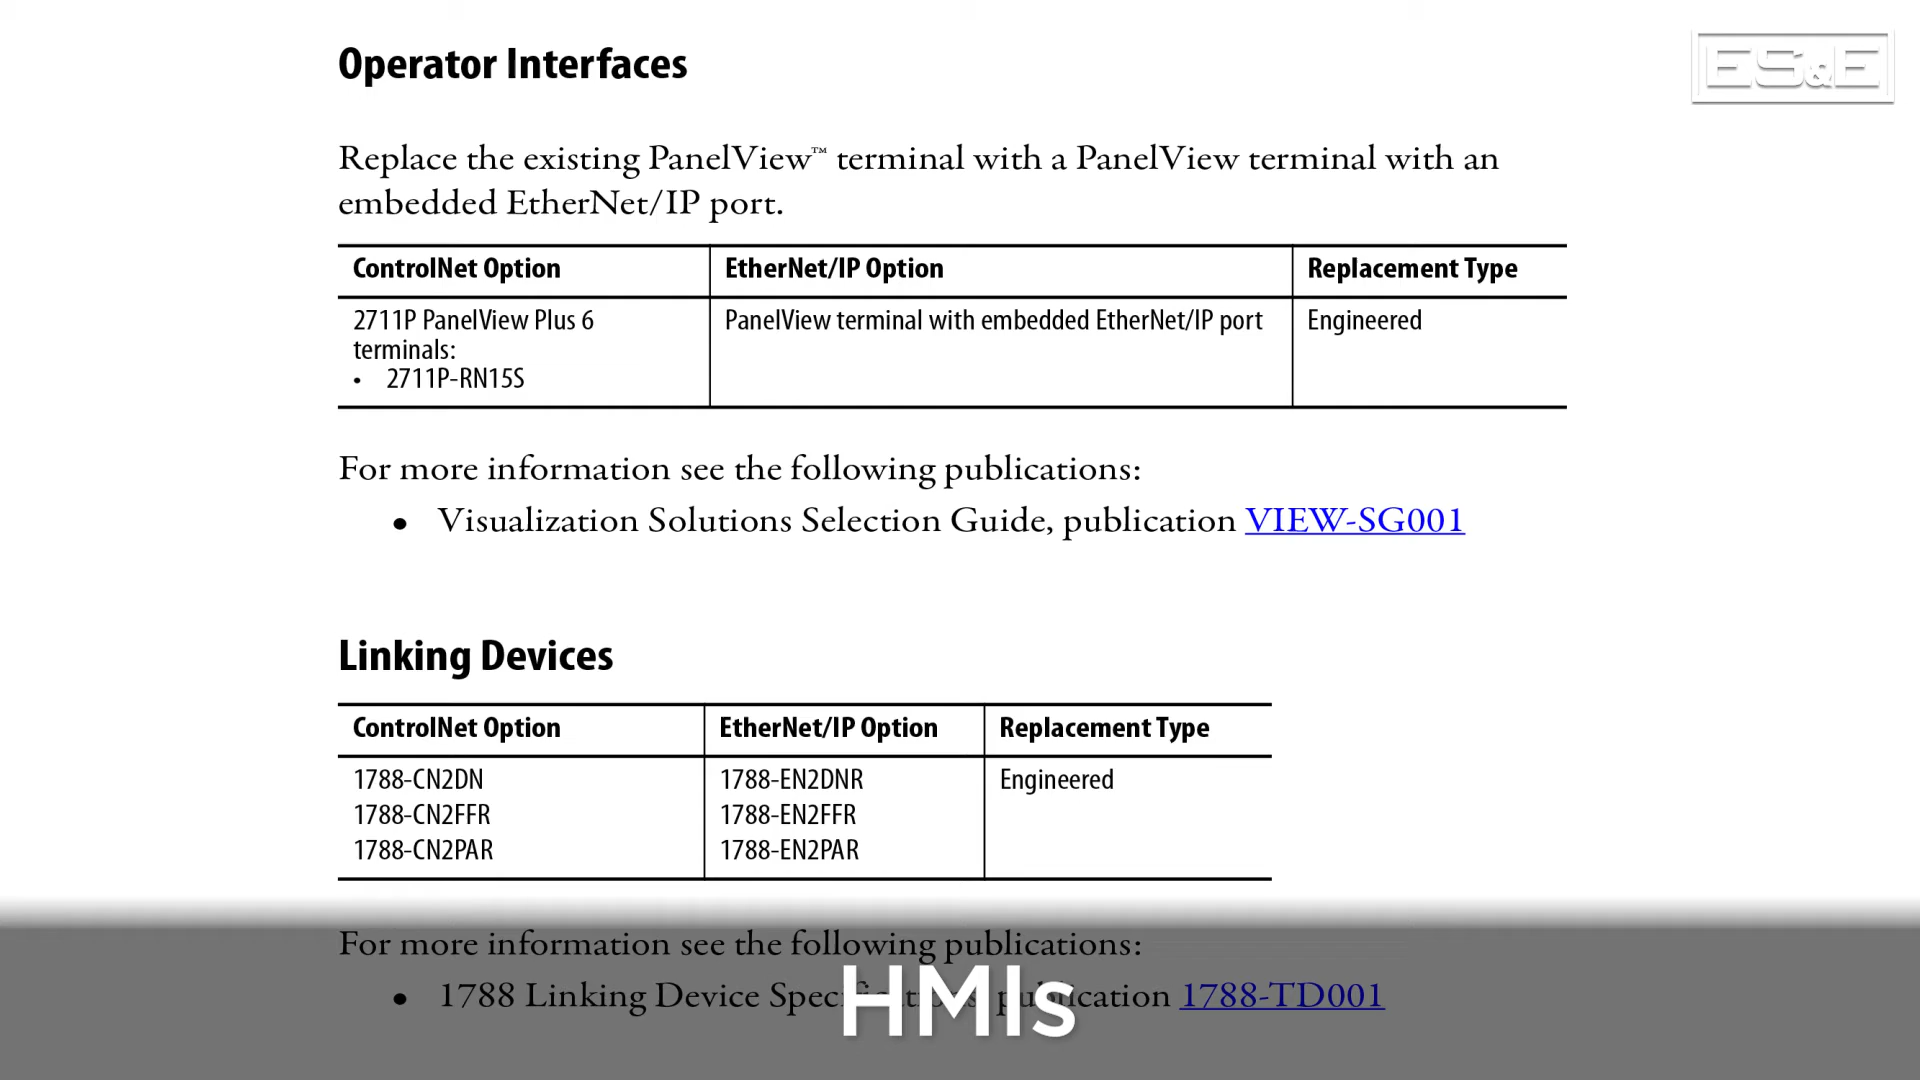 Operator Interfaces
ES&E
Replace the existing PanelView™ terminal with a PanelView terminal with an
embedded EtherNet/IP port.
ControlNet Option EtherNet/IP Option Replacement Type
2711P PanelView Plus 6 PanelView terminal with embedded EtherNet/IP port Engineered
terminals:
• 2711P-RN15S
For more information see the following publications:
• Visualization Solutions Selection Guide, publication VIEW-SG001
Linking Devices
ControlNet Option EtherNet/IP Option Replacement Type
1788-CN2DN 1788-EN2DNR Engineered
1788-CN2FFR 1788-EN2FFR
1788-CN2PAR 1788-EN2PAR
For more information see the following publications:
• 1788 Linking Device Specifications, publication 1788-TD001
HMIs